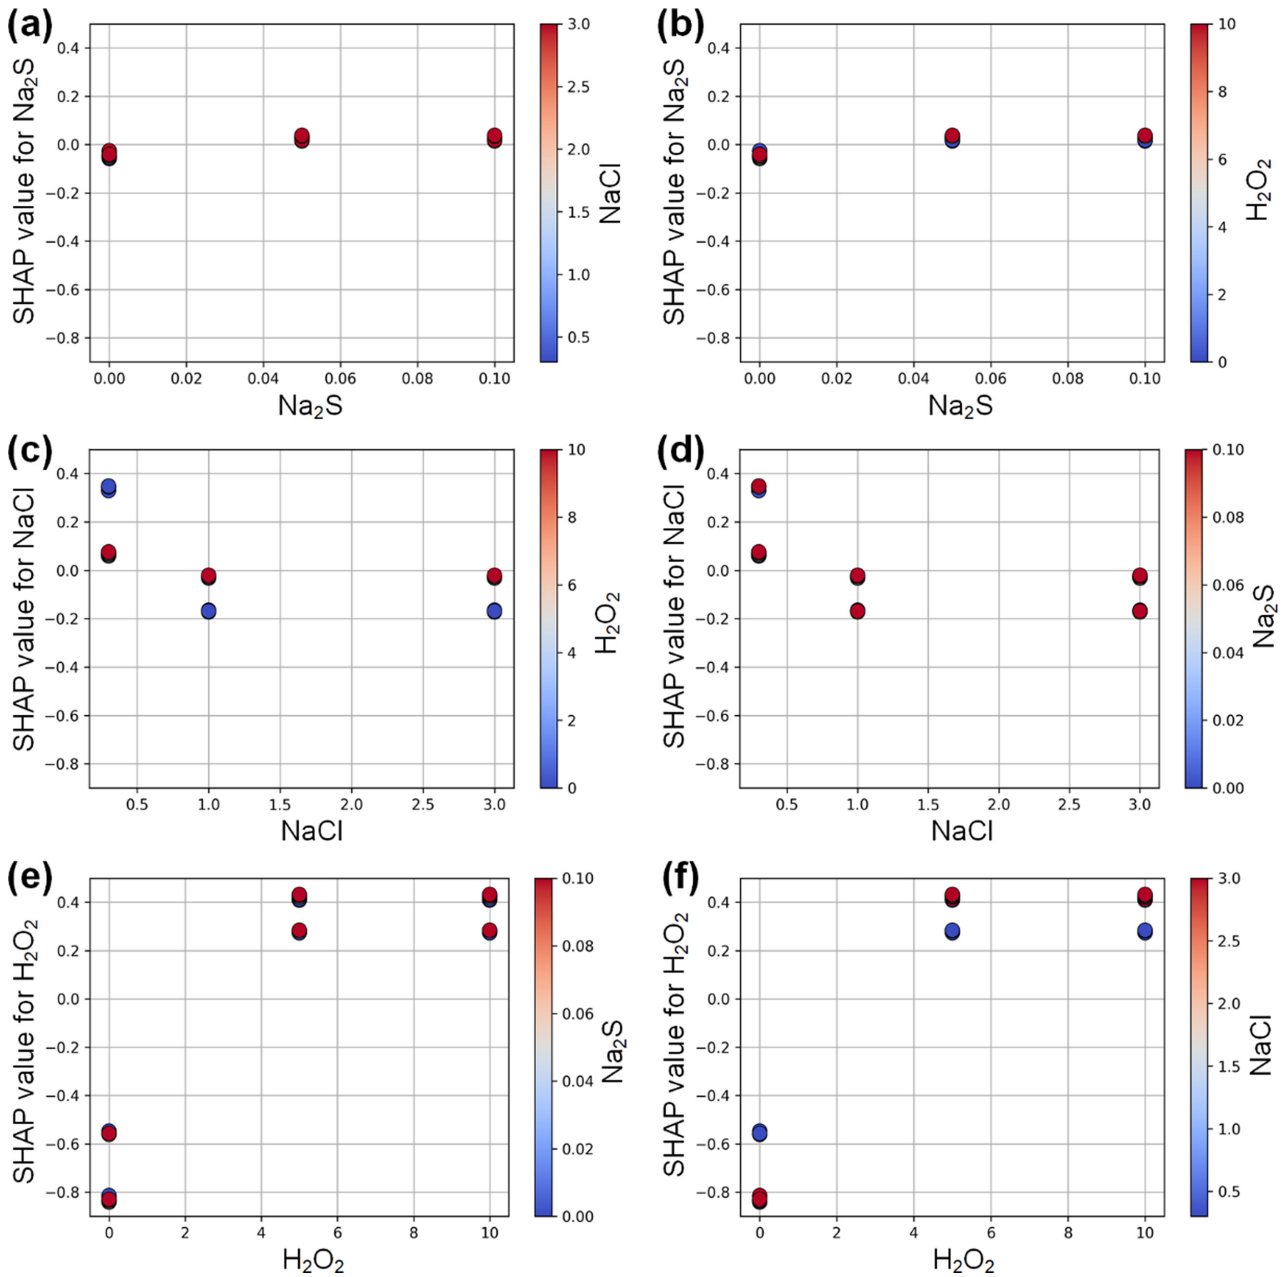 (a)
SHAP value for Na₂S
0.4
0.2
0.0
−0.2
−0.4
−0.6
−0.8
0.00 0.02 0.04 0.06 0.08 0.10
Na₂S
3.0
2.5
2.0
1.5
1.0
0.5
NaCl
(b)
SHAP value for Na₂S
0.4
0.2
0.0
−0.2
−0.4
−0.6
−0.8
0.00 0.02 0.04 0.06 0.08 0.10
Na₂S
10
8
6
4
2
0
H₂O₂
(c)
SHAP value for NaCl
0.4
0.2
0.0
−0.2
−0.4
−0.6
−0.8
0.5 1.0 1.5 2.0 2.5 3.0
NaCl
10
8
6
4
2
0
H₂O₂
(d)
SHAP value for NaCl
0.4
0.2
0.0
−0.2
−0.4
−0.6
−0.8
0.5 1.0 1.5 2.0 2.5 3.0
NaCl
0.10
0.08
0.06
0.04
0.02
0.00
Na₂S
(e)
SHAP value for H₂O₂
0.4
0.2
0.0
−0.2
−0.4
−0.6
−0.8
0 2 4 6 8 10
H₂O₂
0.10
0.08
0.06
0.04
0.02
0.00
Na₂S
(f)
SHAP value for H₂O₂
0.4
0.2
0.0
−0.2
−0.4
−0.6
−0.8
0 2 4 6 8 10
H₂O₂
3.0
2.5
2.0
1.5
1.0
0.5
NaCl